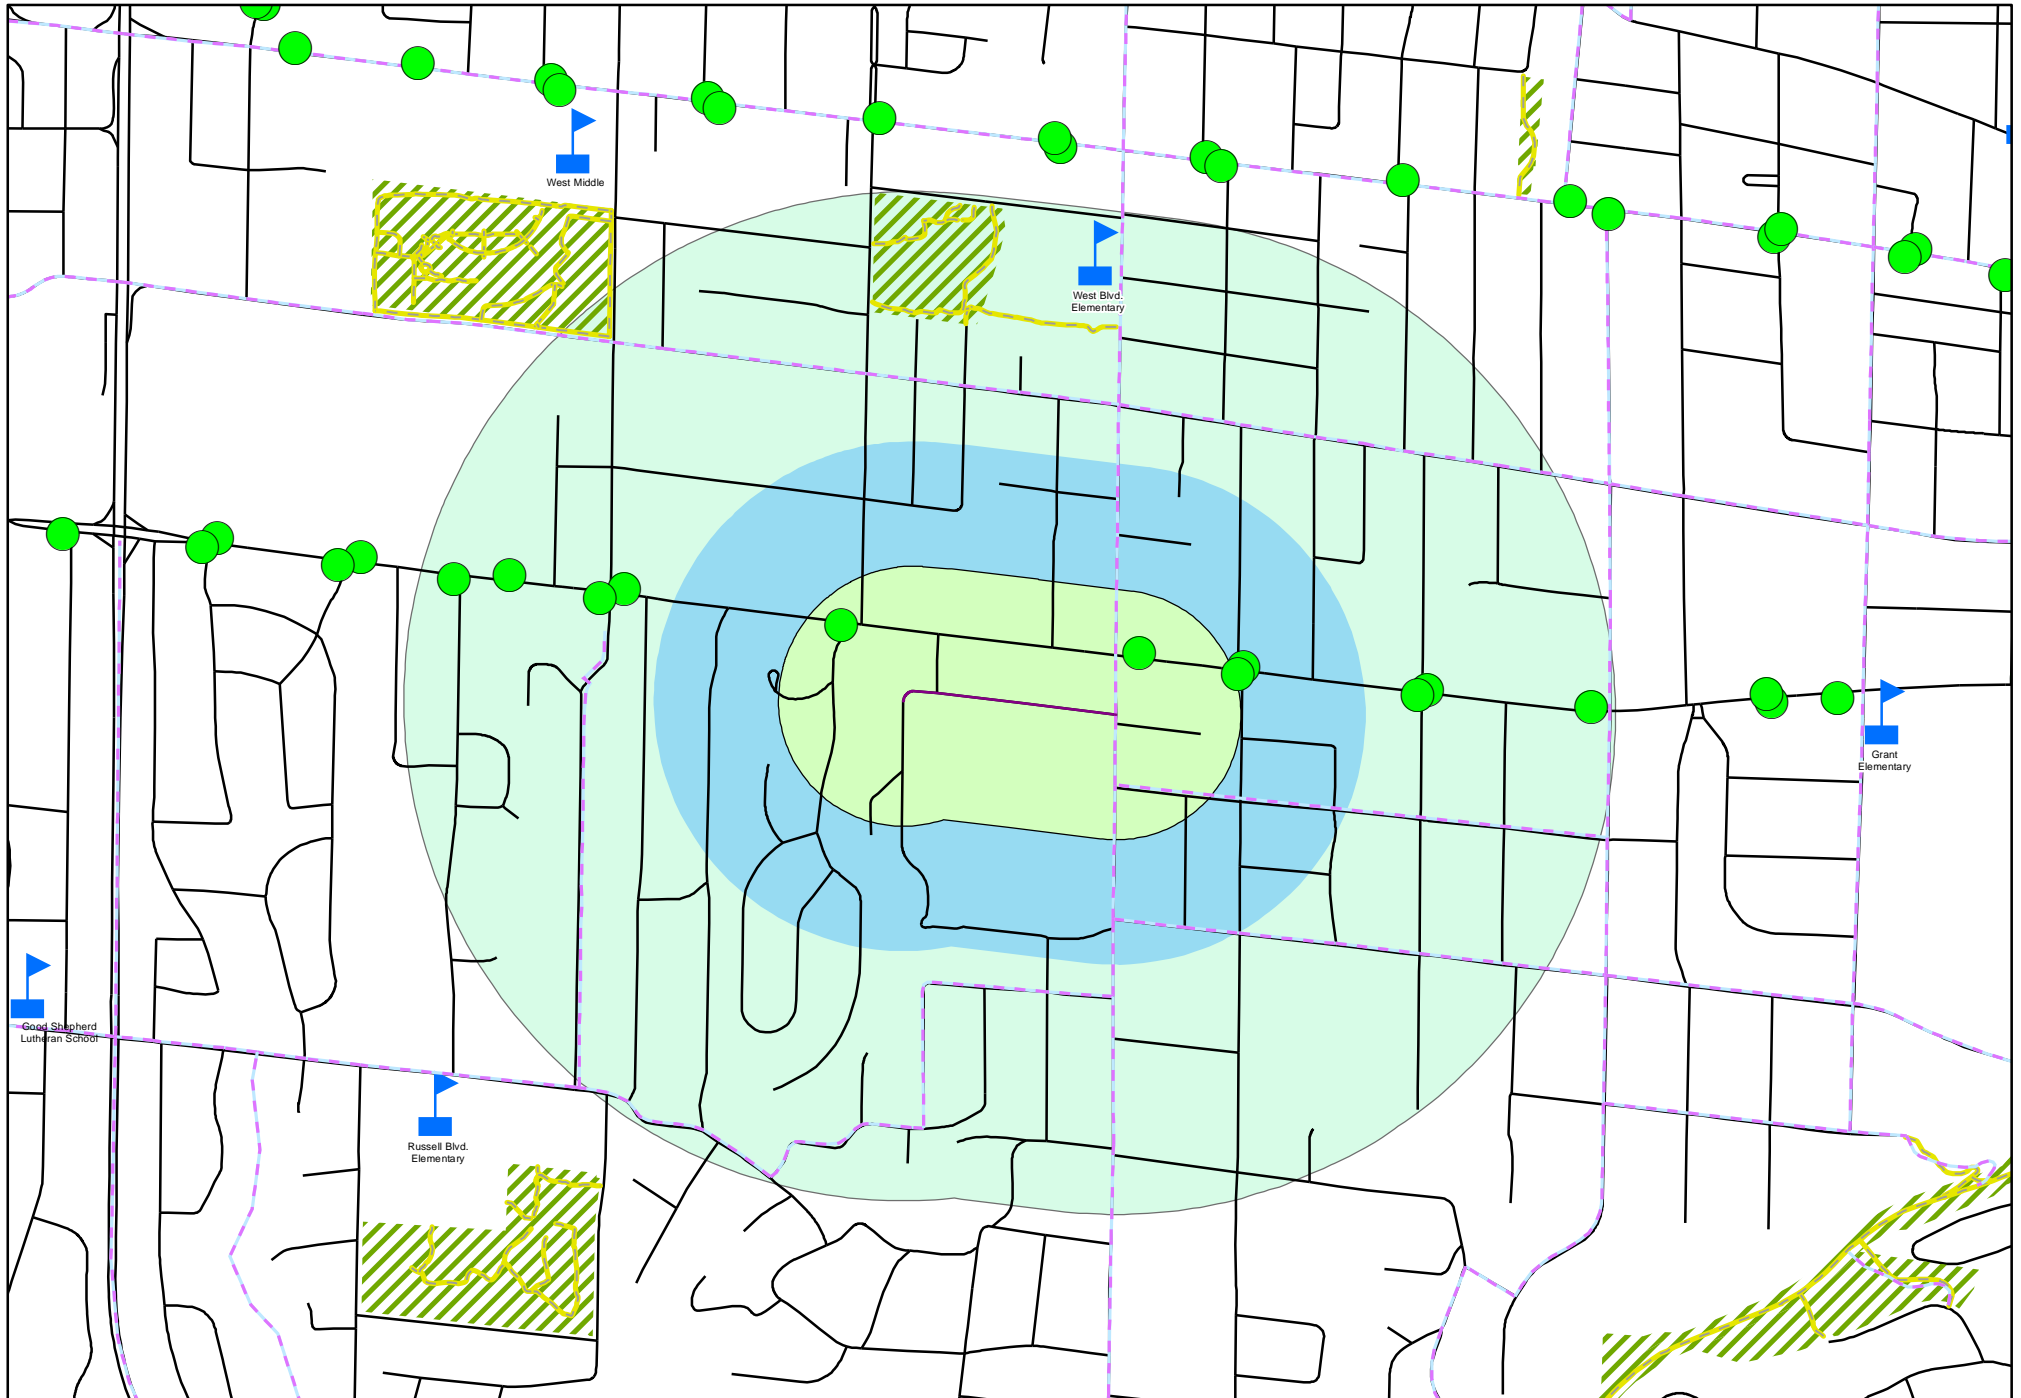 West Middle
West Blvd.
Elementary
Grant
Elementary
Good Shepherd
Lutheran School
Russell Blvd.
Elementary